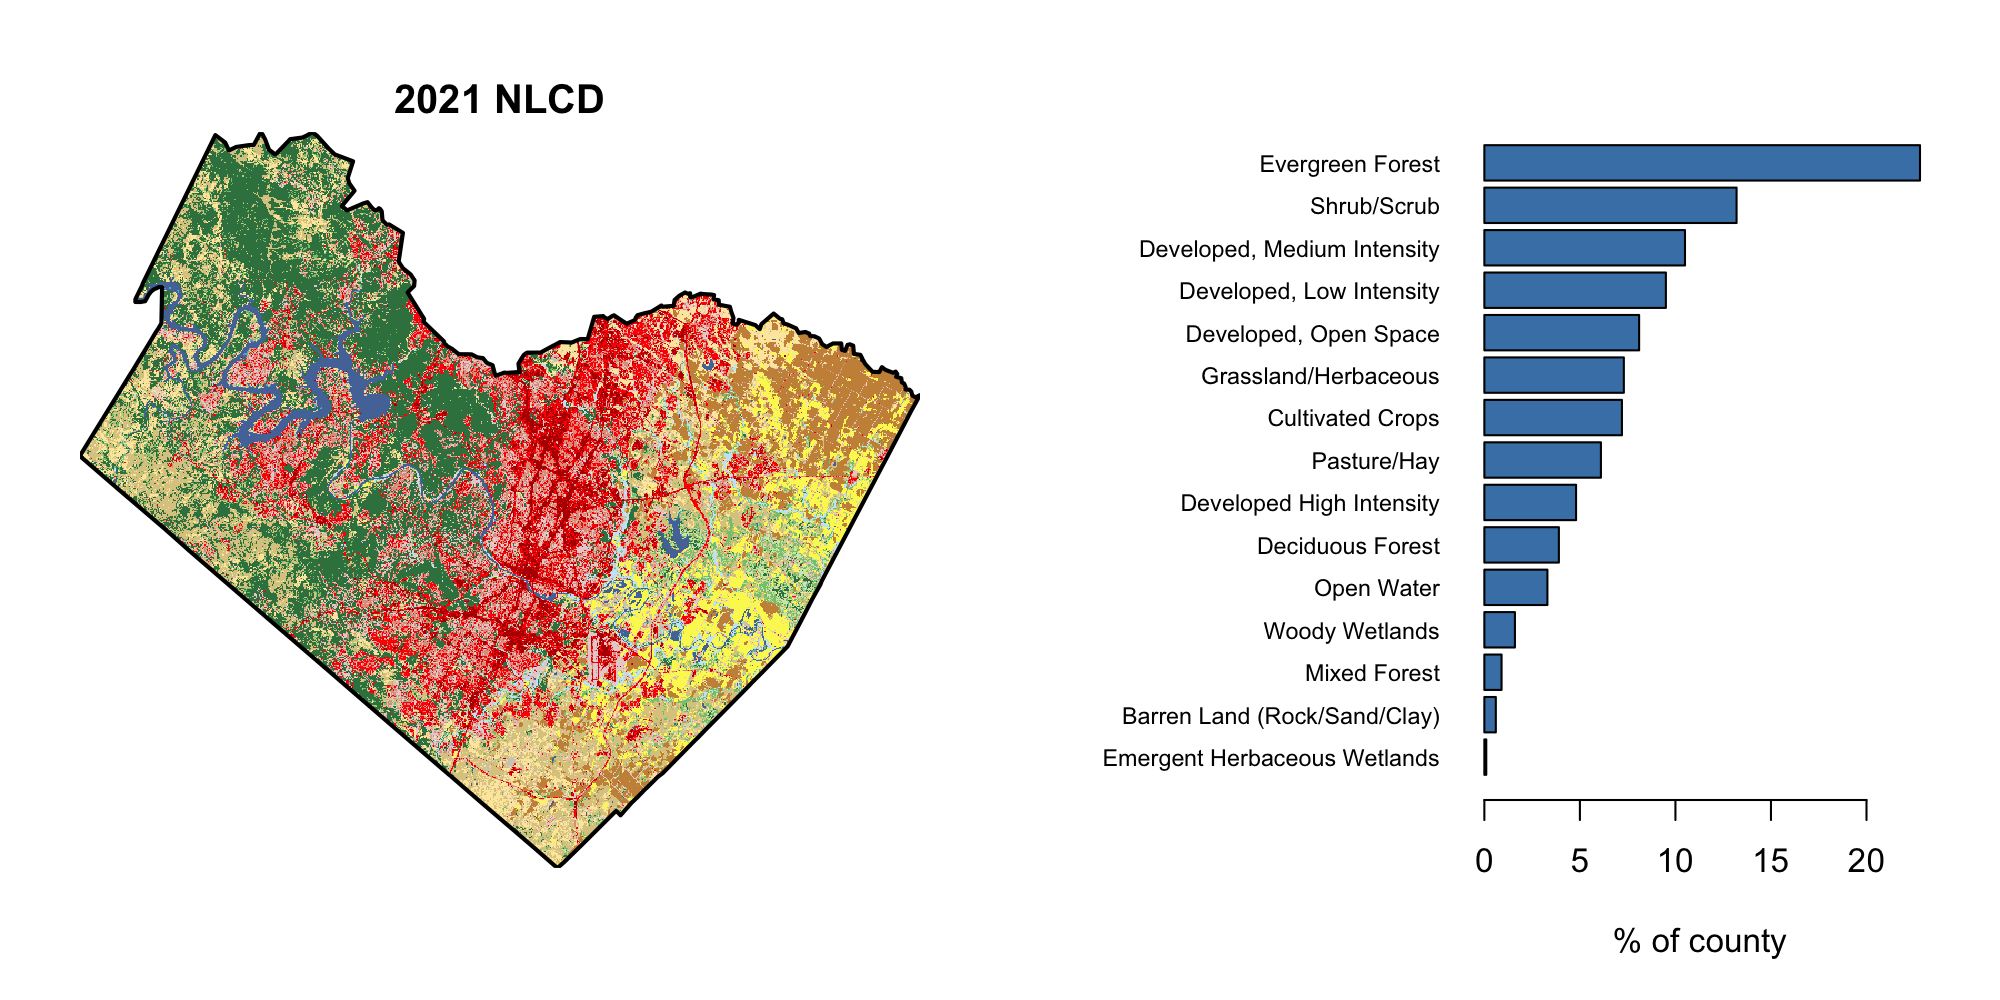 2021 NLCD
Evergreen Forest
Shrub/Scrub
Developed, Medium Intensity
Developed, Low Intensity
Developed, Open Space
Grassland/Herbaceous
Cultivated Crops
Pasture/Hay
Developed High Intensity
Deciduous Forest
Open Water
Woody Wetlands
Mixed Forest
Barren Land (Rock/Sand/Clay)
Emergent Herbaceous Wetlands
0 5 10 15 20
% of county